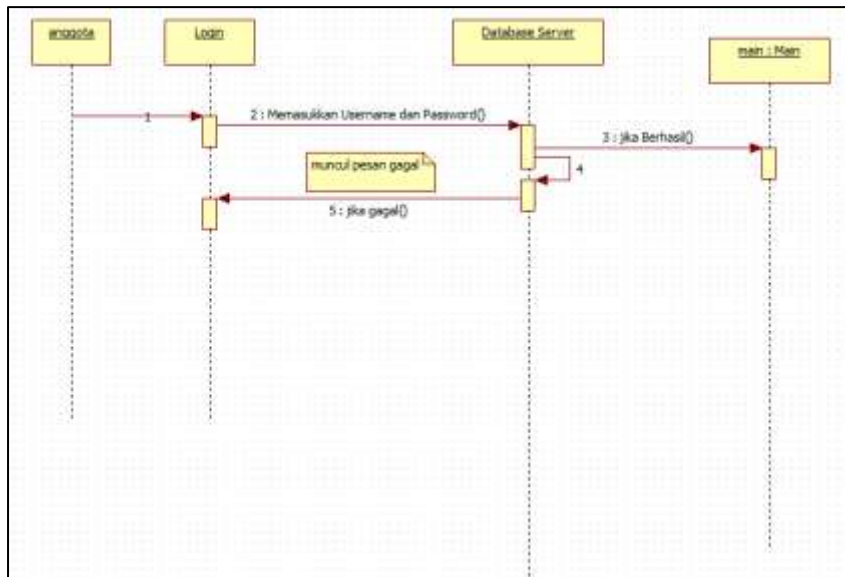 anggota
Login
Database Server
main : Main
1
2 : Memasukkan Username dan Password()
3 : jika Berhasil()
muncul pesan gagal
4
5 : jika gagal()